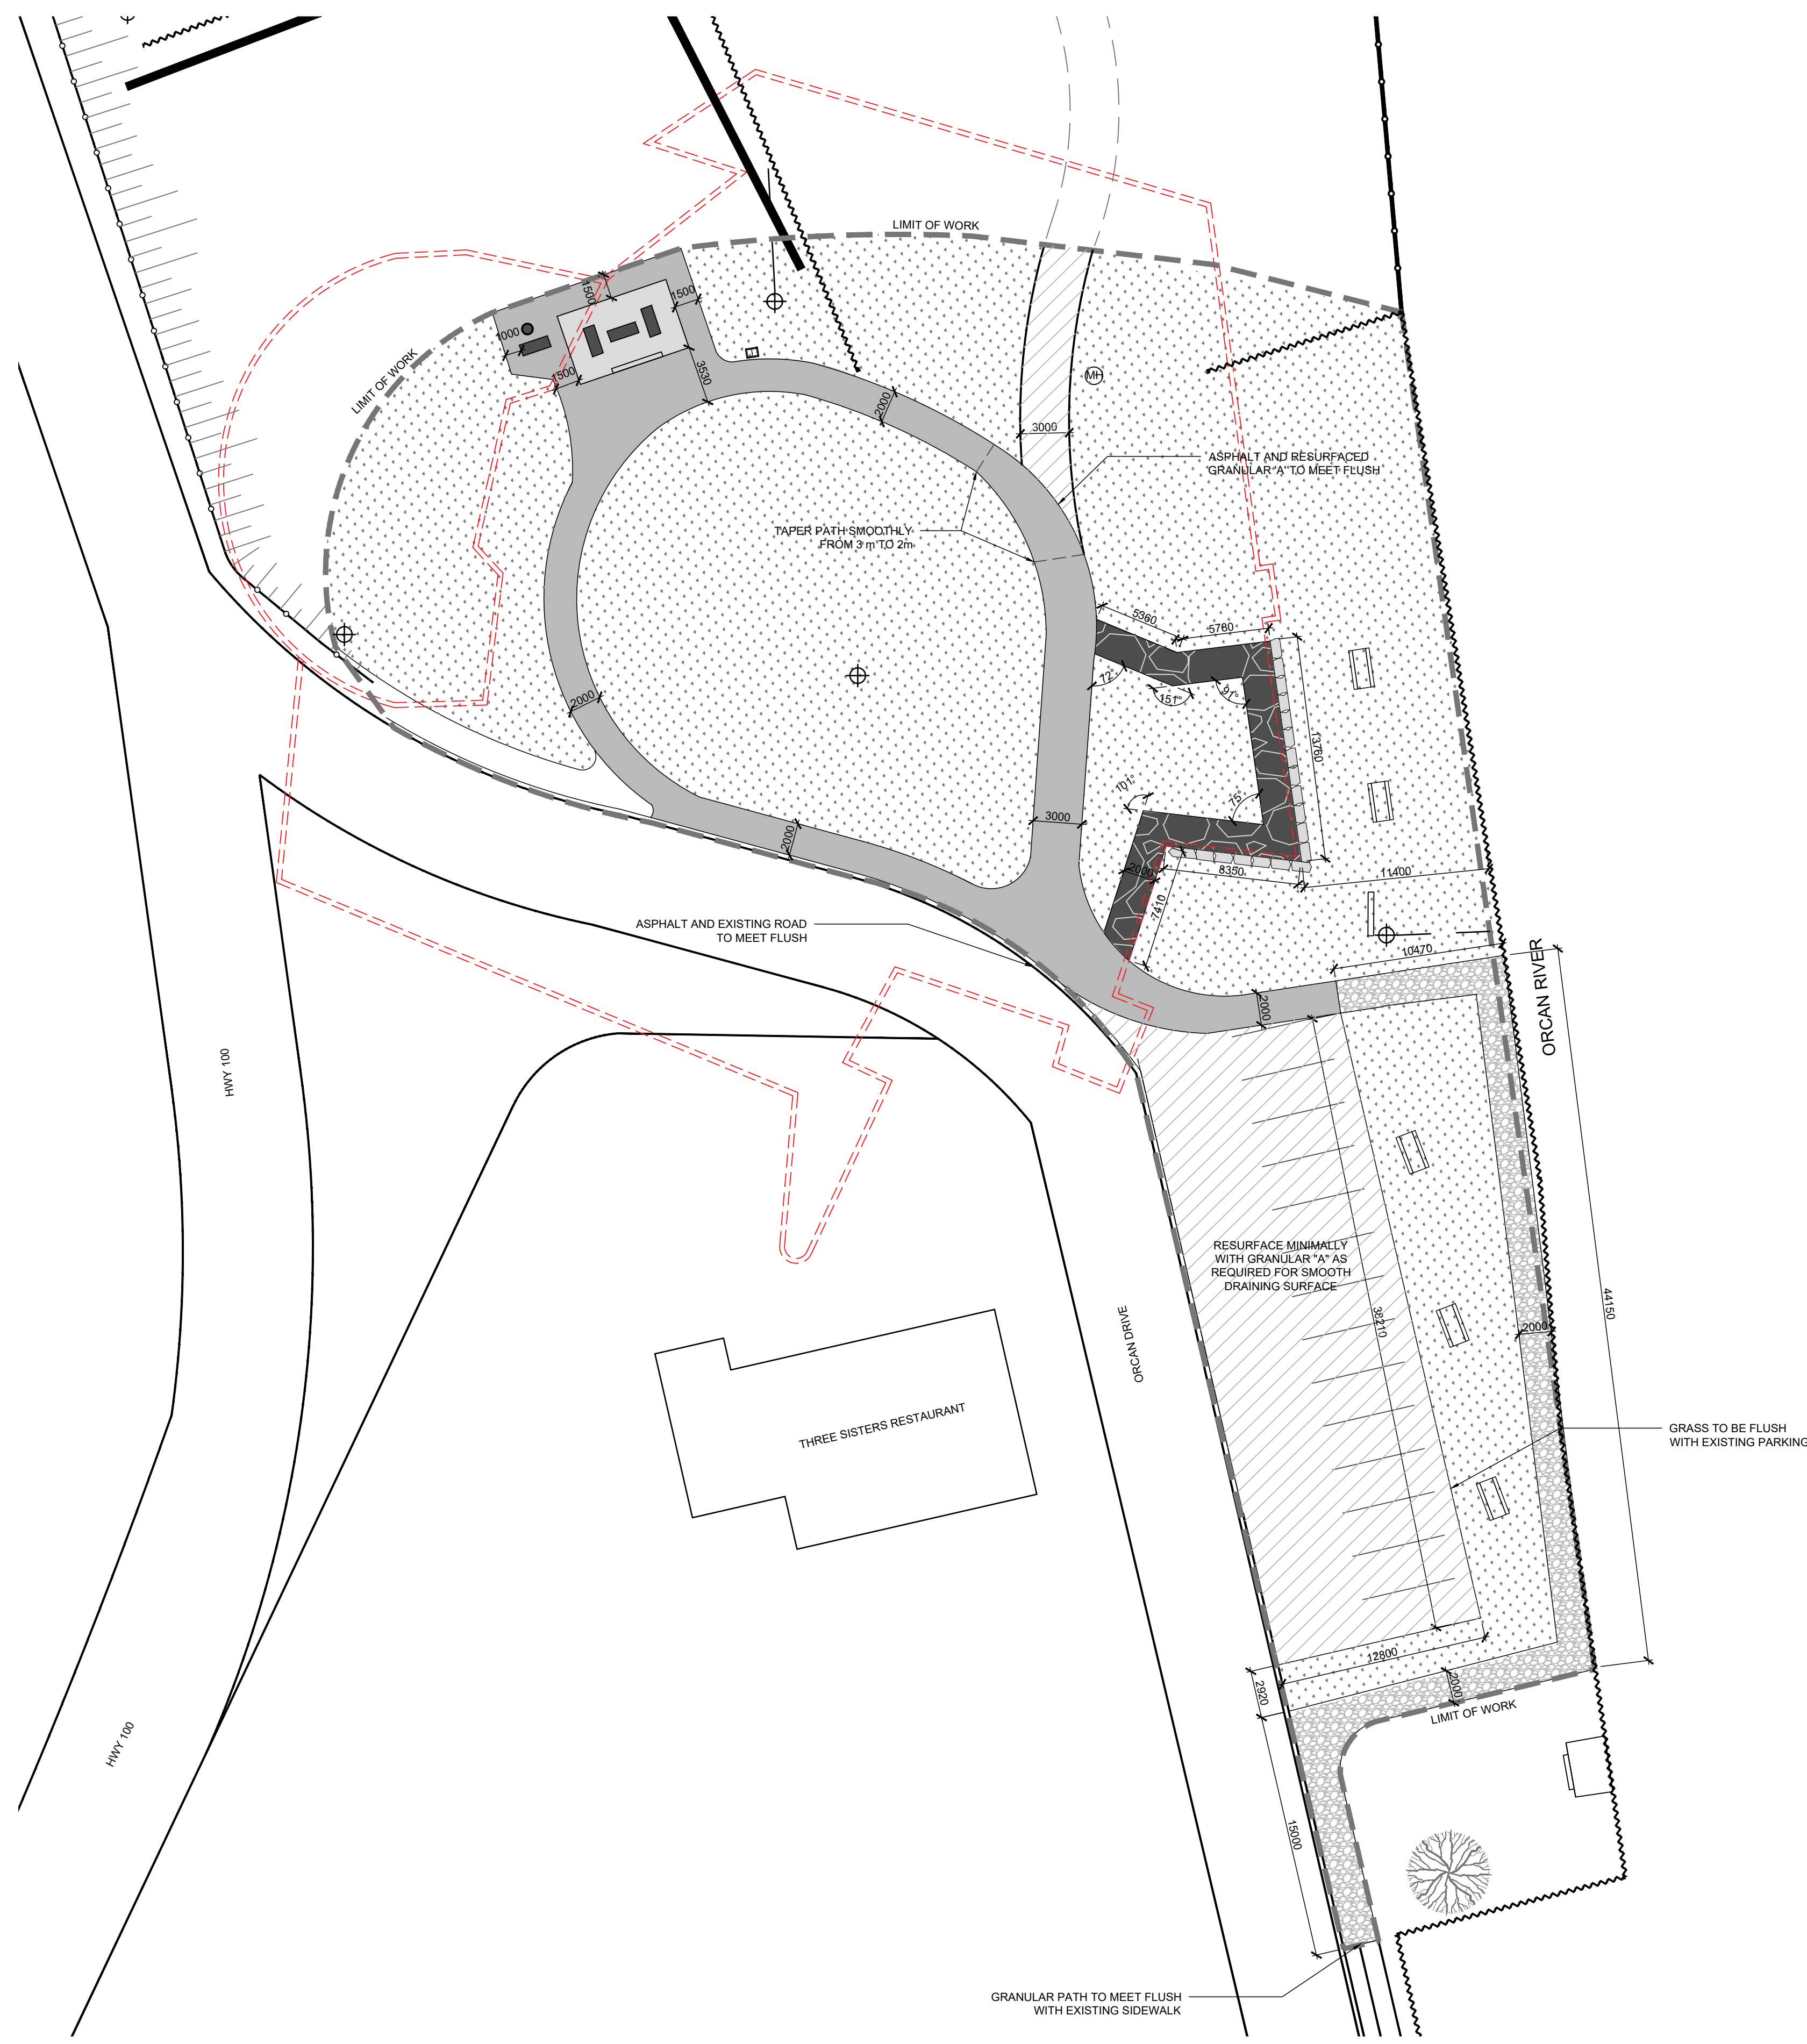 LIMIT OF WORK
1500
1500
1000
LIMIT OF WORK
1500
3530
MH
2000
3000
ASPHALT AND RESURFACED
GRANULAR "A" TO MEET FLUSH
TAPER PATH SMOOTHLY
FROM 3 m TO 2m
5360
5780
72°
151°
91°
2000
13760
101°
75°
3000
2000
2000
8350
11400
7410
ASPHALT AND EXISTING ROAD
TO MEET FLUSH
10470
ORCAN RIVER
2000
HWY 100
RESURFACE MINIMALLY
WITH GRANULAR "A" AS
REQUIRED FOR SMOOTH
DRAINING SURFACE
44150
38210
2000
ORCAN DRIVE
THREE SISTERS RESTAURANT
GRASS TO BE FLUSH
WITH EXISTING PARKING
12800
2920
2000
LIMIT OF WORK
HWY 100
15000
GRANULAR PATH TO MEET FLUSH
WITH EXISTING SIDEWALK